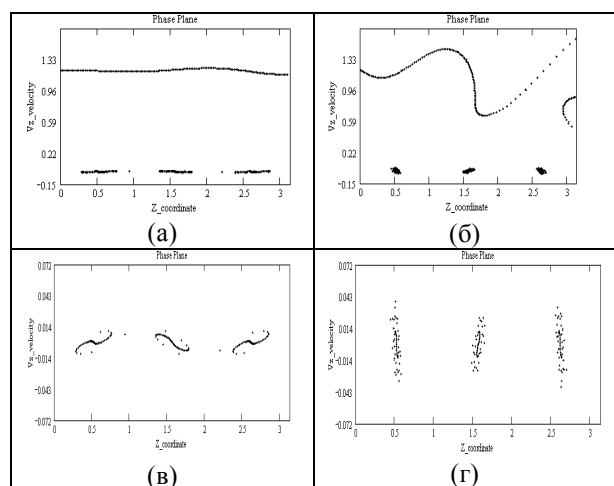 Phase Plane
1.33
0.96
0.59
0.22
-0.15
Vz_velocity
0 0.5 1 1.5 2 2.5 3
Z_coordinate
(а)
Phase Plane
1.33
0.96
0.59
0.22
-0.15
Vz_velocity
0 0.5 1 1.5 2 2.5 3
Z_coordinate
(б)
Phase Plane
0.072
0.043
0.014
-0.014
-0.043
-0.072
Vz_velocity
0 0.5 1 1.5 2 2.5 3
Z_coordinate
(в)
Phase Plane
0.072
0.043
0.014
-0.014
-0.043
-0.072
Vz_velocity
0 0.5 1 1.5 2 2.5 3
Z_coordinate
(г)